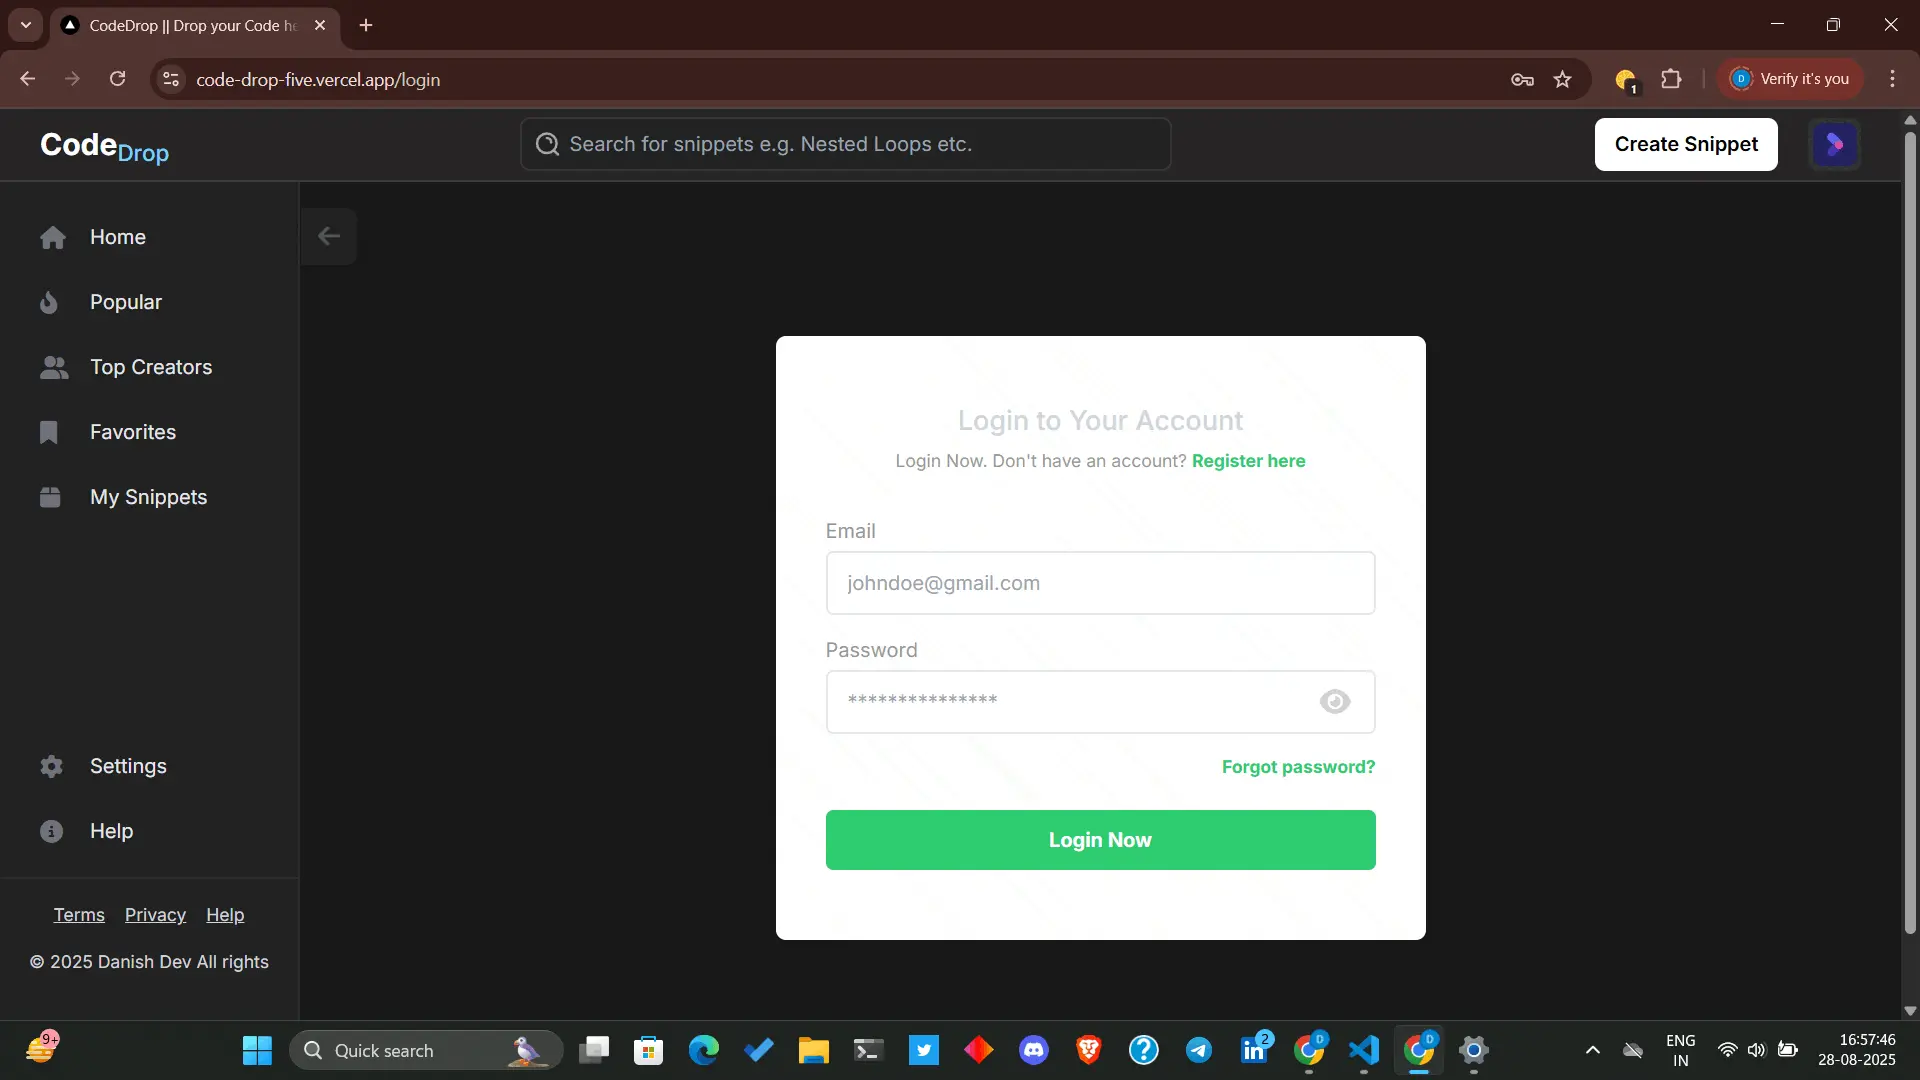 CodeDrop || Drop your Code he
code-drop-five.vercel.app/login
1
D
Verify it's you
CodeDrop
Search for snippets e.g. Nested Loops etc.
Create Snippet
Home
Popular
Top Creators
Favorites
My Snippets
Settings
Help
Terms Privacy Help
© 2025 Danish Dev All rights
Login to Your Account
Login Now. Don't have an account? Register here
Email
johndoe@gmail.com
Password
***************
Forgot password?
Login Now
9+
Quick search
2
D
D
ENG
IN
16:57:46
28-08-2025